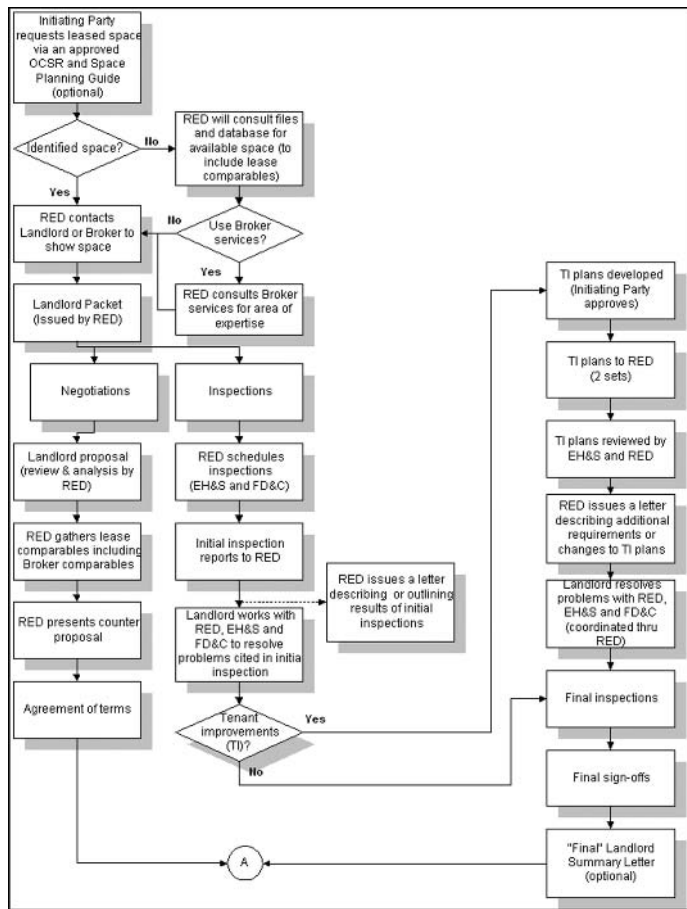 Initiating Party
requests leased space
via an approved
OCSR and Space
Planning Guide
(optional)
Identified space?
No
RED will consult files
and database for
available space (to
include lease
comparables)
Yes
RED contacts
Landlord or Broker to
show space
No
Use Broker
services?
Yes
Landlord Packet
(Issued by RED)
RED consults Broker
services for area of
expertise
Negotiations
Inspections
Landlord proposal
(review & analysis by
RED)
RED schedules
inspections
(EH&S and FD&C)
RED gathers lease
comparables including
Broker comparables
Initial inspection
reports to RED
RED issues a letter
describing or outlining
results of initial
inspections
RED presents counter
proposal
Landlord works with
RED, EH&S and
FD&C to resolve
problems cited in initia
inspection
Agreement of terms
Tenant
improvements
(TI)?
Yes
No
TI plans developed
(Initiating Party
approves)
TI plans to RED
(2 sets)
TI plans reviewed by
EH&S and RED
RED issues a letter
describing additional
requirements or
changes to TI plans
Landlord resolves
problems with RED,
EH&S and FD&C
(coordinated thru
RED)
Final inspections
Final sign-offs
"Final" Landlord
Summary Letter
(optional)
A